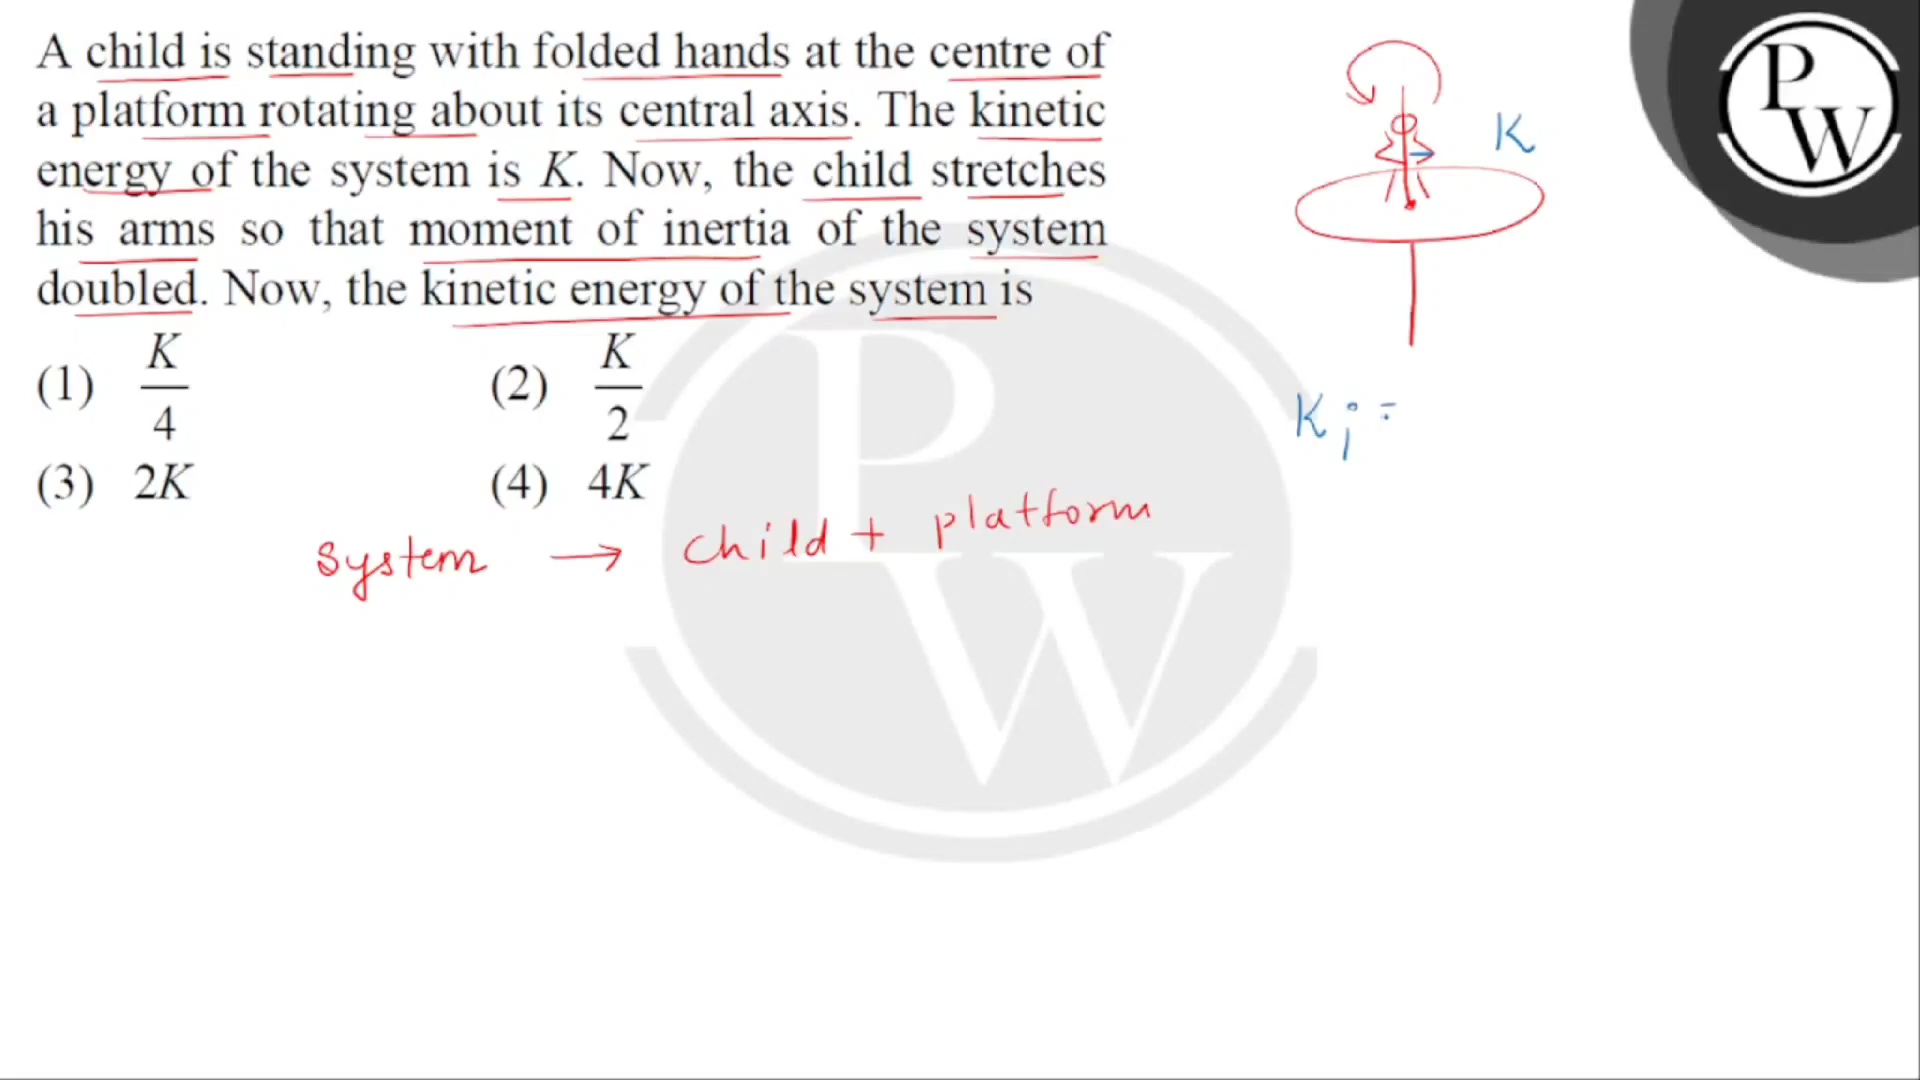 A child is standing with folded hands at the centre of
a platform rotating about its central axis. The kinetic
energy of the system is K. Now, the child stretches
his arms so that moment of inertia of the system
doubled. Now, the kinetic energy of the system is
(1) K/4 (2) K/2
(3) 2K (4) 4K
System → child + platform
K
Ki =
P
W
P
W